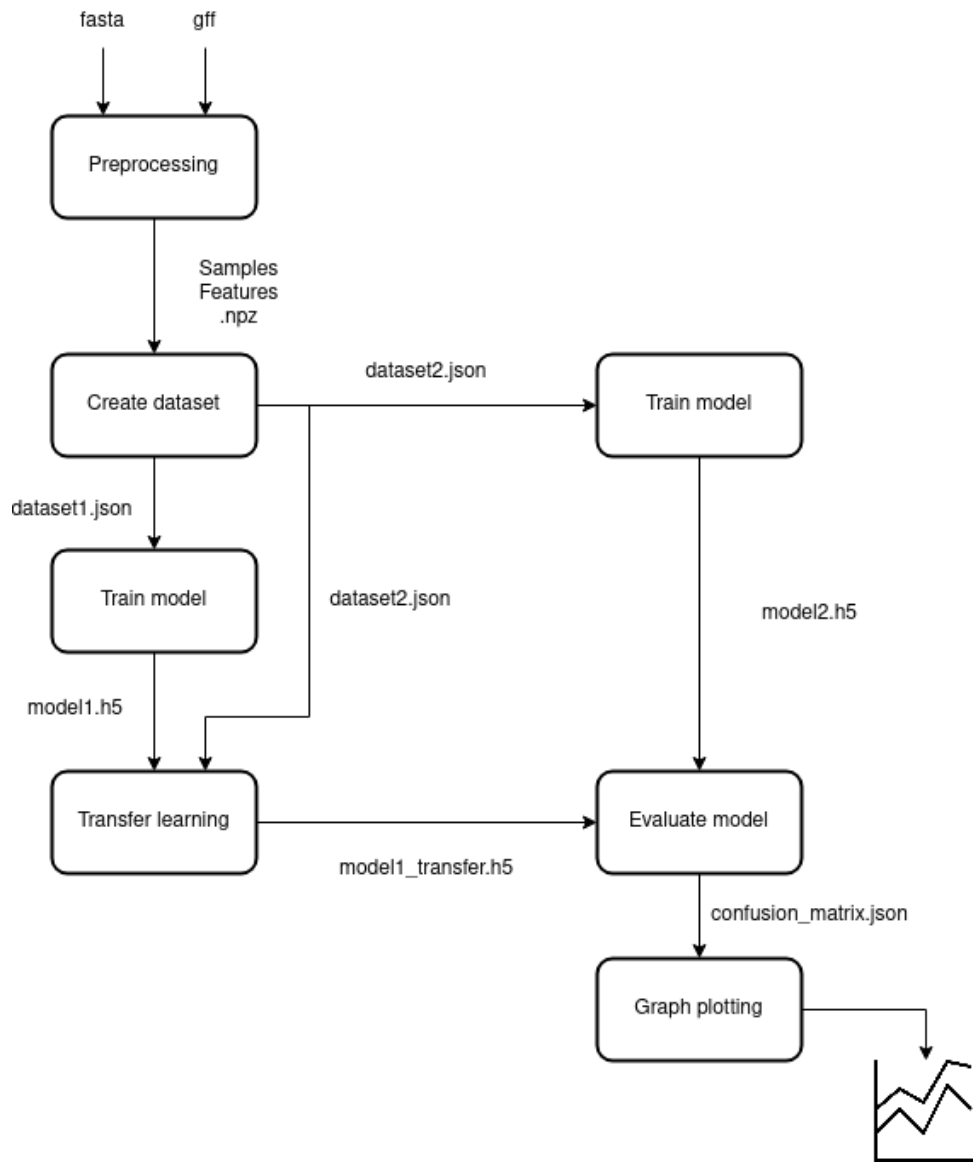 fasta
gff
Preprocessing
Samples
Features
.npz
dataset2.json
Create dataset
Train model
dataset1.json
Train model
dataset2.json
model2.h5
model1.h5
Transfer learning
Evaluate model
model1_transfer.h5
confusion_matrix.json
Graph plotting